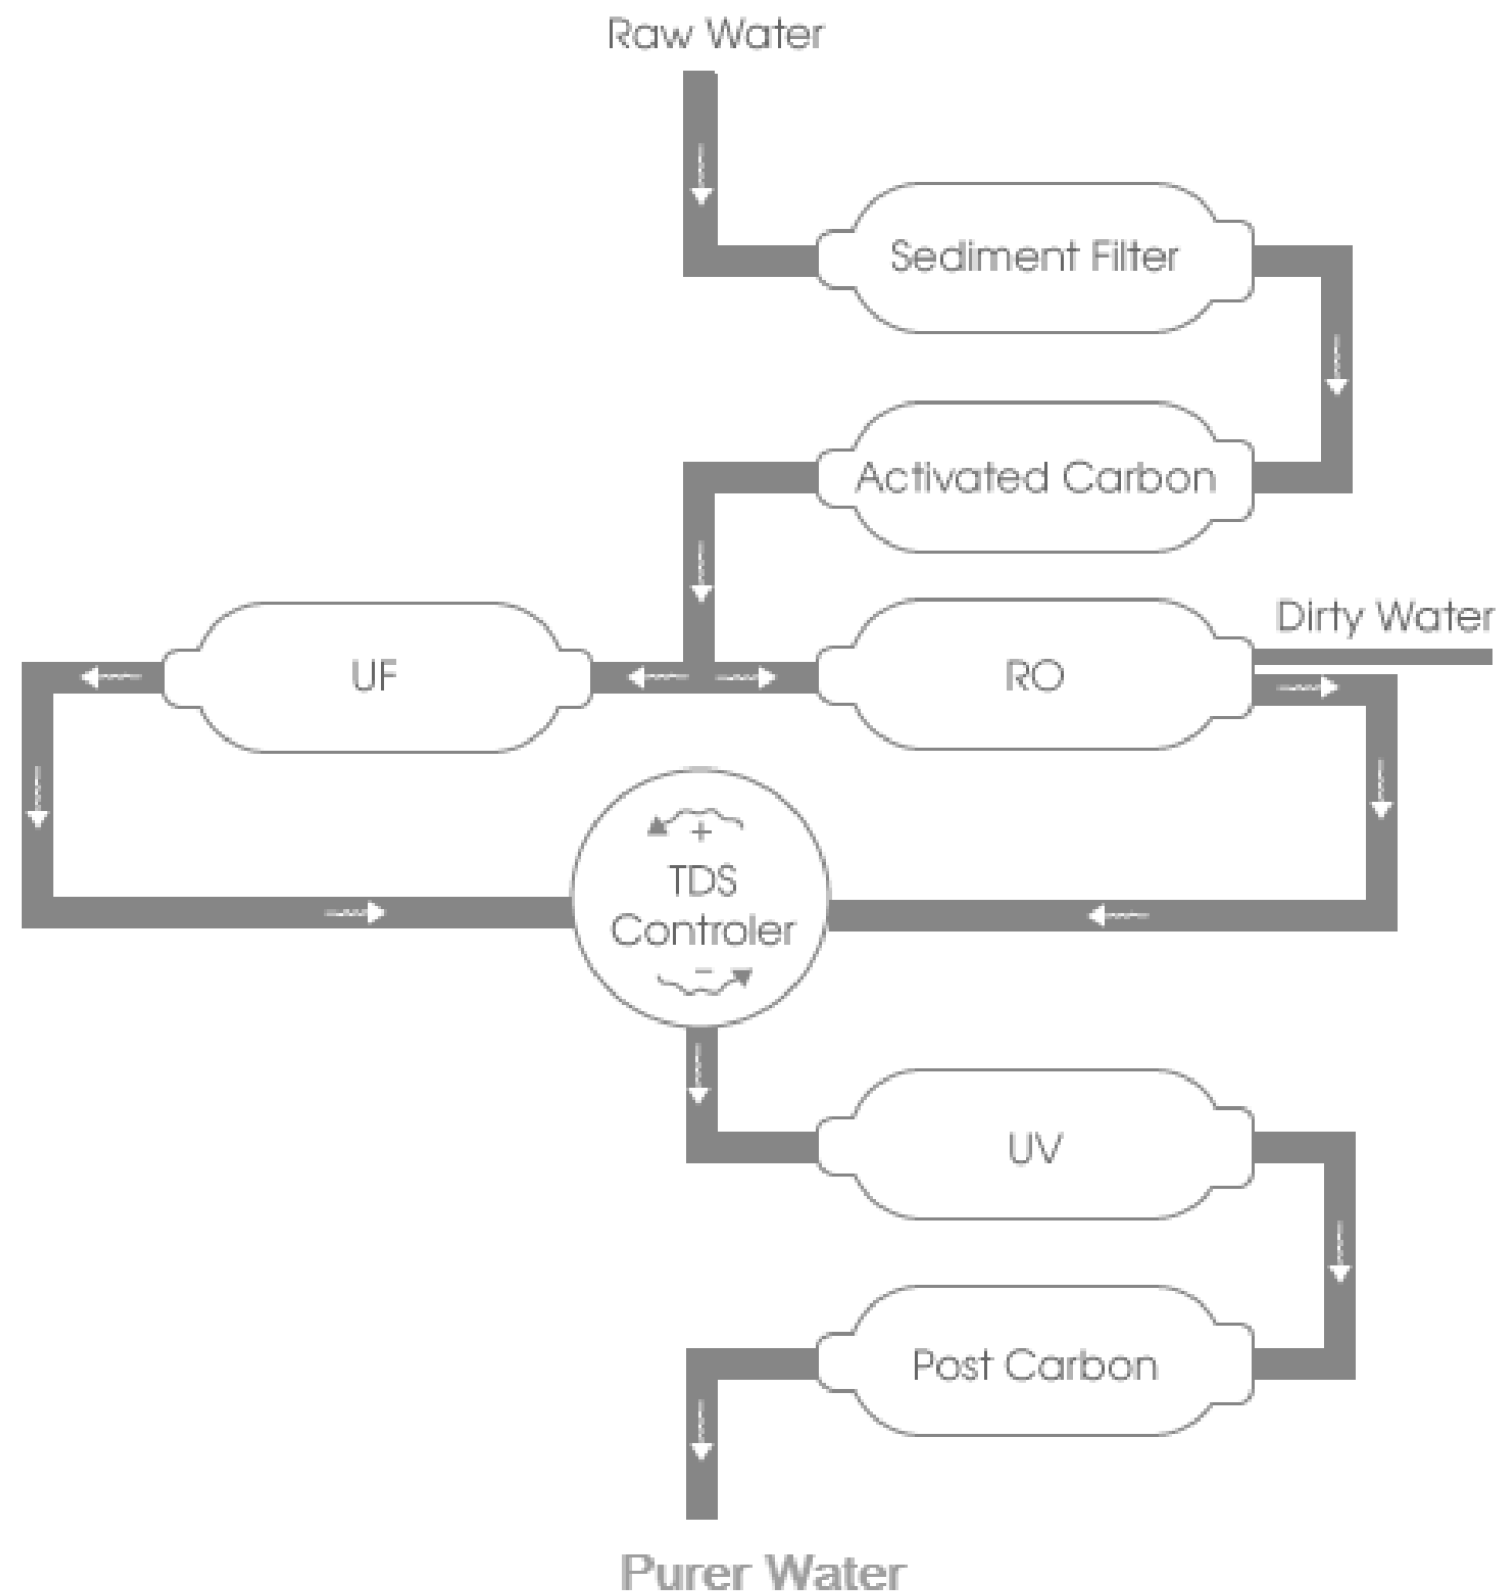 Raw Water
Sediment Filter
Activated Carbon
Dirty Water
UF
RO
+
TDS
Controler
−
UV
Post Carbon
Purer Water